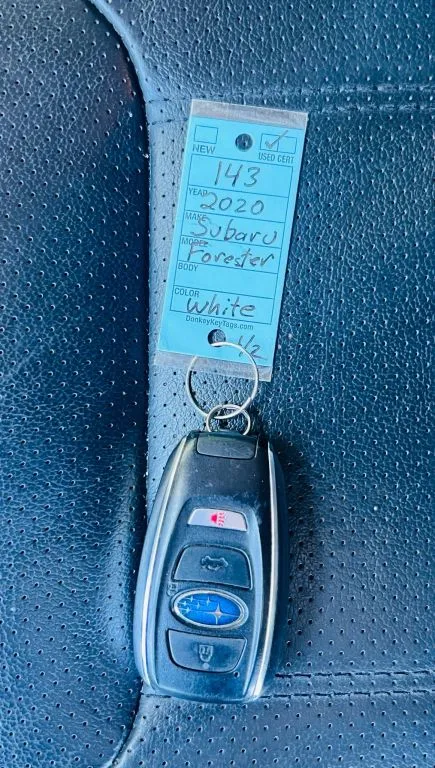 NEW USED CERT
143
YEAR 2020
MAKE Subaru
MODEL Forester
BODY
COLOR White
DonkeyKeyTags.com
1/2